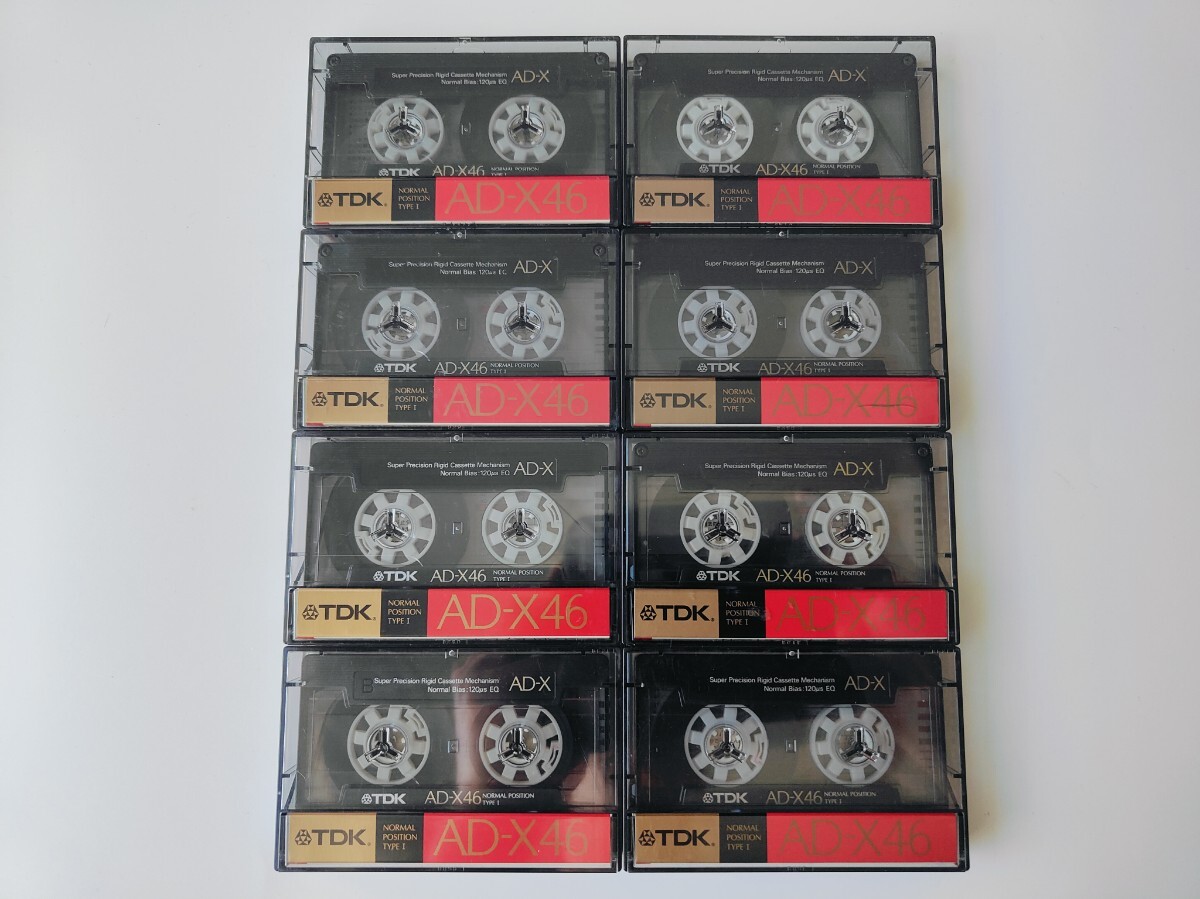 Super Precision Rigid Cassette Mechanism AD-X
Normal Bias:120μs EQ
TDK AD-X46 NORMAL POSITION
TYPE I
TDK. NORMAL POSITION TYPE I AD-X46
Super Precision Rigid Cassette Mechanism AD-X
Normal Bias:120μs EQ
TDK AD-X46 NORMAL POSITION
TYPE I
TDK. NORMAL POSITION TYPE I AD-X46
Super Precision Rigid Cassette Mechanism AD-X
Normal Bias:120μs EQ
TDK AD-X46 NORMAL POSITION
TYPE I
TDK. NORMAL POSITION TYPE I AD-X46
Super Precision Rigid Cassette Mechanism AD-X
Normal Bias:120μs EQ
TDK AD-X46 NORMAL POSITION
TYPE I
TDK. NORMAL POSITION TYPE I AD-X46
Super Precision Rigid Cassette Mechanism AD-X
Normal Bias:120μs EQ
TDK AD-X46 NORMAL POSITION
TYPE I
TDK. NORMAL POSITION TYPE I AD-X46
Super Precision Rigid Cassette Mechanism AD-X
Normal Bias:120μs EQ
TDK AD-X46 NORMAL POSITION
TYPE I
TDK. NORMAL POSITION TYPE I AD-X46
B Super Precision Rigid Cassette Mechanism AD-X
Normal Bias:120μs EQ
TDK AD-X46 NORMAL POSITION
TYPE I
TDK. NORMAL POSITION TYPE I AD-X46
Super Precision Rigid Cassette Mechanism AD-X
Normal Bias:120μs EQ
TDK AD-X46 NORMAL POSITION
TYPE I
TDK. NORMAL POSITION TYPE I AD-X46